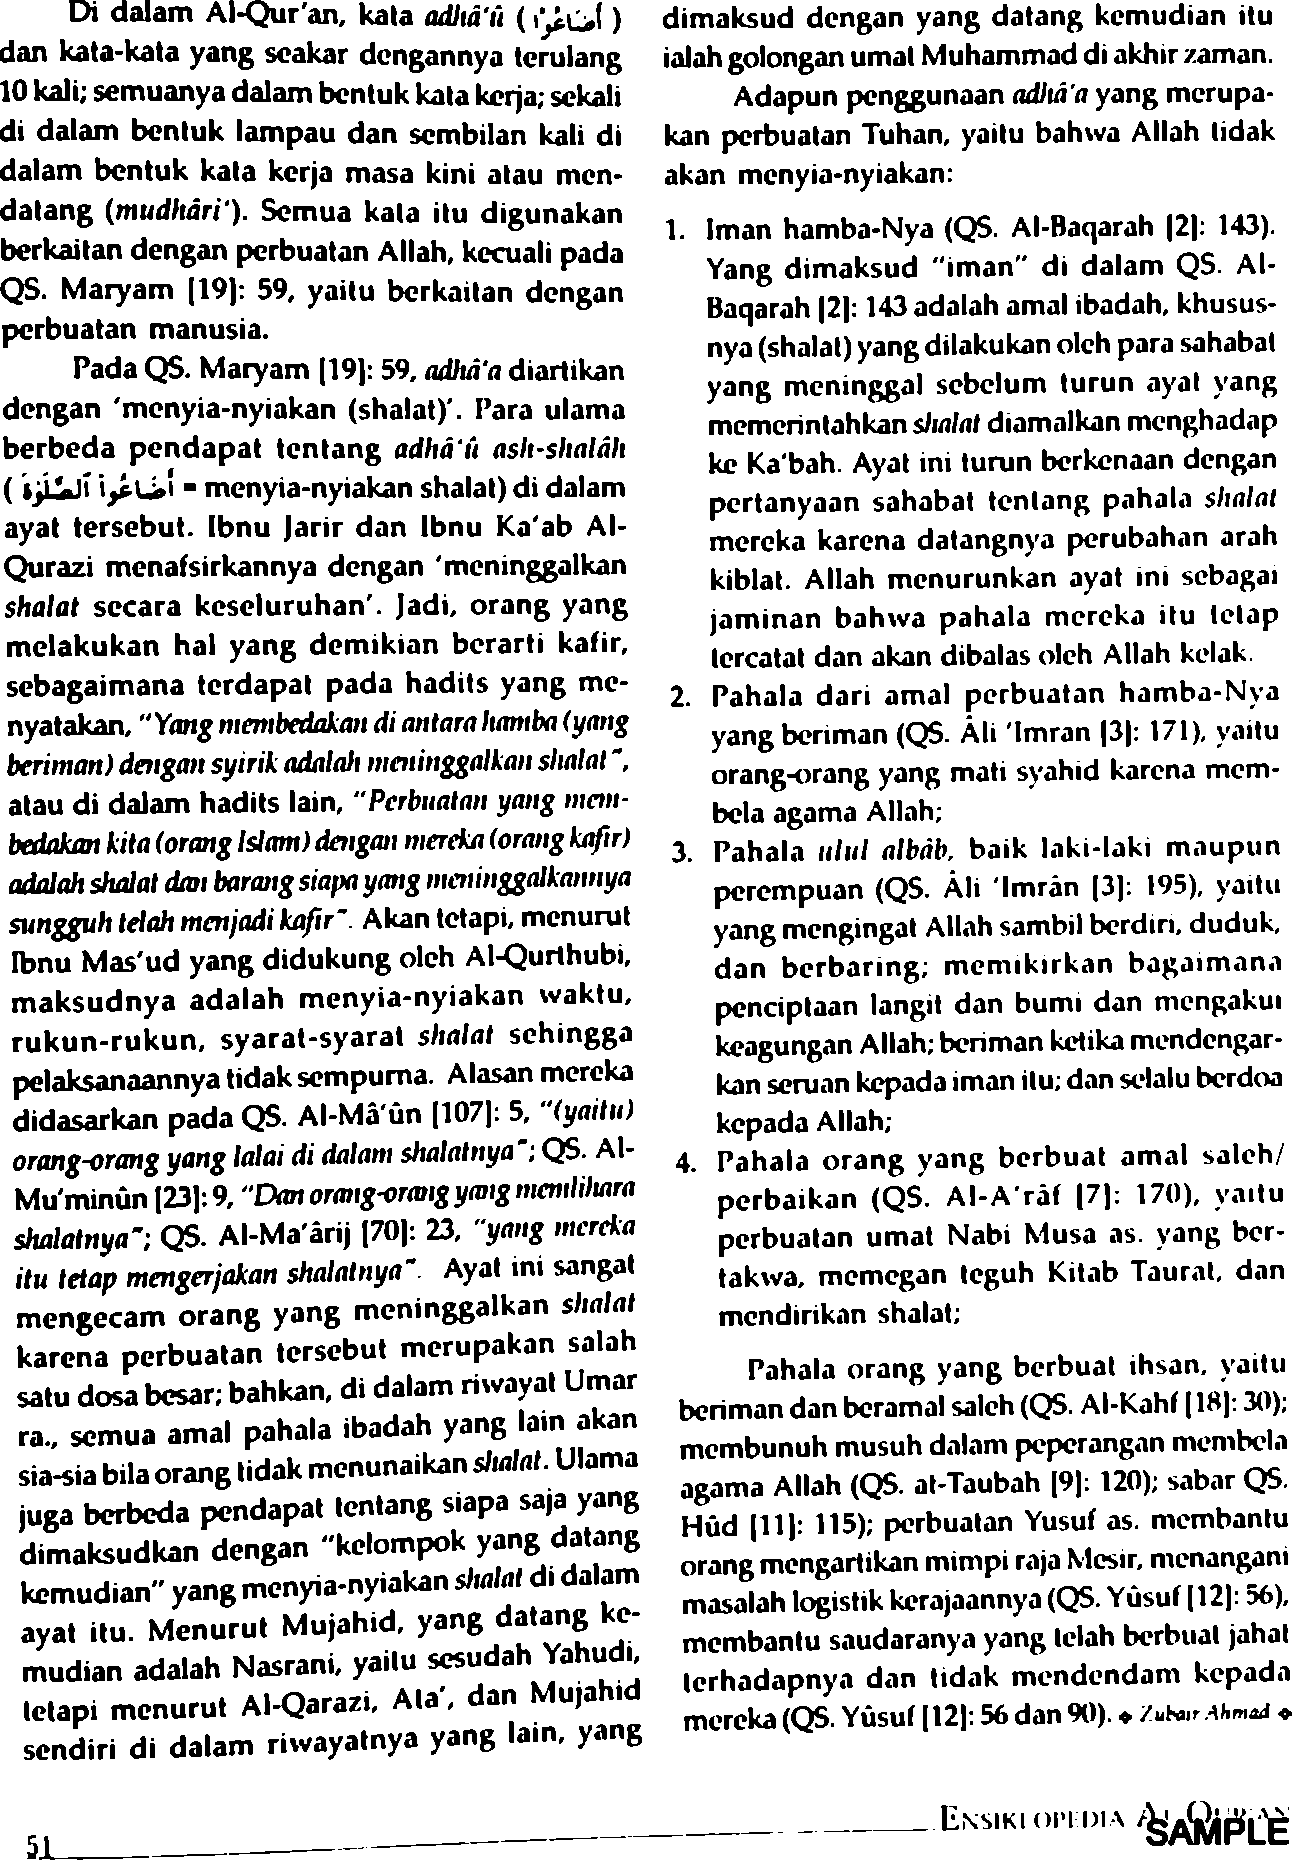 Di dalam Al-Qur'an, kata adhâ'û ( أَضَاعُوا )
dan kata-kata yang seakar dengannya terulang
10 kali; semuanya dalam bentuk kata kerja; sekali
di dalam bentuk lampau dan sembilan kali di
dalam bentuk kata kerja masa kini atau men-
datang (mudhâri'). Semua kata itu digunakan
berkaitan dengan perbuatan Allah, kecuali pada
QS. Maryam [19]: 59, yaitu berkaitan dengan
perbuatan manusia.
Pada QS. Maryam [19]: 59, adhâ'a diartikan
dengan 'menyia-nyiakan (shalat)'. Para ulama
berbeda pendapat tentang adhâ'û ash-shalâh
( أَضَاعُوا الصَّلَوٰةَ = menyia-nyiakan shalat) di dalam
ayat tersebut. Ibnu Jarir dan Ibnu Ka'ab Al-
Qurazi menafsirkannya dengan 'meninggalkan
shalat secara keseluruhan'. Jadi, orang yang
melakukan hal yang demikian berarti kafir,
sebagaimana terdapat pada hadits yang me-
nyatakan, "Yang membedakan di antara hamba (yang
beriman) dengan syirik adalah meninggalkan shalat",
atau di dalam hadits lain, "Perbuatan yang mem-
bedakan kita (orang Islam) dengan mereka (orang kafir)
adalah shalat dan barang siapa yang meninggalkannya
sungguh telah menjadi kafir". Akan tetapi, menurut
Ibnu Mas'ud yang didukung oleh Al-Qurthubi,
maksudnya adalah menyia-nyiakan waktu,
rukun-rukun, syarat-syarat shalat sehingga
pelaksanaannya tidak sempurna. Alasan mereka
didasarkan pada QS. Al-Mâ'ûn [107]: 5, "(yaitu)
orang-orang yang lalai di dalam shalatnya"; QS. Al-
Mu'minûn [23]: 9, "Dan orang-orang yang memlihara
shalatnya"; QS. Al-Ma'ârij [70]: 23, "yang mereka
itu tetap mengerjakan shalatnya". Ayat ini sangat
mengecam orang yang meninggalkan shalat
karena perbuatan tersebut merupakan salah
satu dosa besar; bahkan, di dalam riwayat Umar
ra., semua amal pahala ibadah yang lain akan
sia-sia bila orang tidak menunaikan shalat. Ulama
juga berbeda pendapat tentang siapa saja yang
dimaksudkan dengan "kelompok yang datang
kemudian" yang menyia-nyiakan shalat di dalam
ayat itu. Menurut Mujahid, yang datang ke-
mudian adalah Nasrani, yaitu sesudah Yahudi,
tetapi menurut Al-Qarazi, Ata', dan Mujahid
sendiri di dalam riwayatnya yang lain, yang
dimaksud dengan yang datang kemudian itu
ialah golongan umat Muhammad di akhir zaman.
Adapun penggunaan adhâ'a yang merupa-
kan perbuatan Tuhan, yaitu bahwa Allah tidak
akan menyia-nyiakan:
1. Iman hamba-Nya (QS. Al-Baqarah [2]: 143).
Yang dimaksud "iman" di dalam QS. Al-
Baqarah [2]: 143 adalah amal ibadah, khusus-
nya (shalat) yang dilakukan oleh para sahabat
yang meninggal sebelum turun ayat yang
memerintahkan shalat diamalkan menghadap
ke Ka'bah. Ayat ini turun berkenaan dengan
pertanyaan sahabat tentang pahala shalat
mereka karena datangnya perubahan arah
kiblat. Allah menurunkan ayat ini sebagai
jaminan bahwa pahala mereka itu tetap
tercatat dan akan dibalas oleh Allah kelak.
2. Pahala dari amal perbuatan hamba-Nya
yang beriman (QS. Âli 'Imran [3]: 171), yaitu
orang-orang yang mati syahid karena mem-
bela agama Allah;
3. Pahala ulul albâb, baik laki-laki maupun
perempuan (QS. Âli 'Imrân [3]: 195), yaitu
yang mengingat Allah sambil berdiri, duduk,
dan berbaring; memikirkan bagaimana
penciptaan langit dan bumi dan mengakui
keagungan Allah; beriman ketika mendengar-
kan seruan kepada iman itu; dan selalu berdoa
kepada Allah;
4. Pahala orang yang berbuat amal saleh/
perbaikan (QS. Al-A'râf [7]: 170), yaitu
perbuatan umat Nabi Musa as. yang ber-
takwa, memegan teguh Kitab Taurat, dan
mendirikan shalat;
Pahala orang yang berbuat ihsan, yaitu
beriman dan beramal saleh (QS. Al-Kahf [18]: 30);
membunuh musuh dalam peperangan membela
agama Allah (QS. at-Taubah [9]: 120); sabar QS.
Hûd [11]: 115); perbuatan Yusuf as. membantu
orang mengartikan mimpi raja Mesir, menangani
masalah logistik kerajaannya (QS. Yûsuf [12]: 56),
membantu saudaranya yang telah berbuat jahat
terhadapnya dan tidak mendendam kepada
mereka (QS. Yûsuf [12]: 56 dan 90). ◆ Zubair Ahmad ◆
51
ENSIKLOPEDIA AL-QUR'AN
SAMPLE